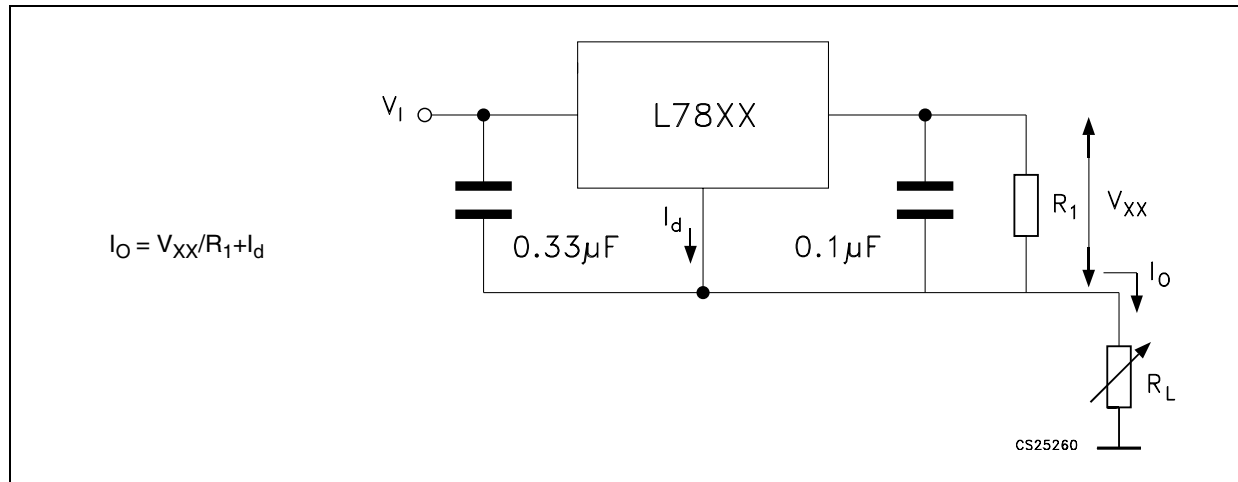 L78XX
V_I
R_1
V_XX
I_d
0.33µF
0.1µF
I_O = V_XX/R_1+I_d
I_O
R_L
CS25260